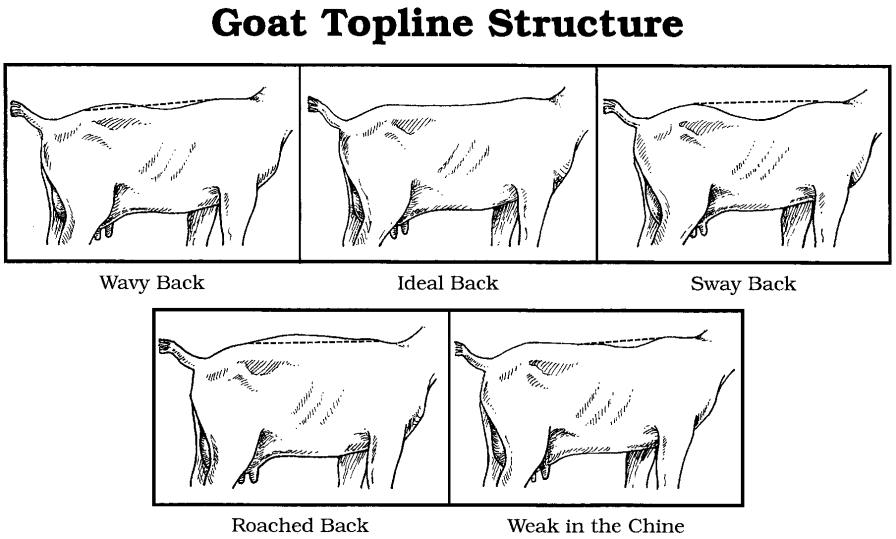 Goat Topline Structure
Wavy Back
Ideal Back
Sway Back
Roached Back
Weak in the Chine